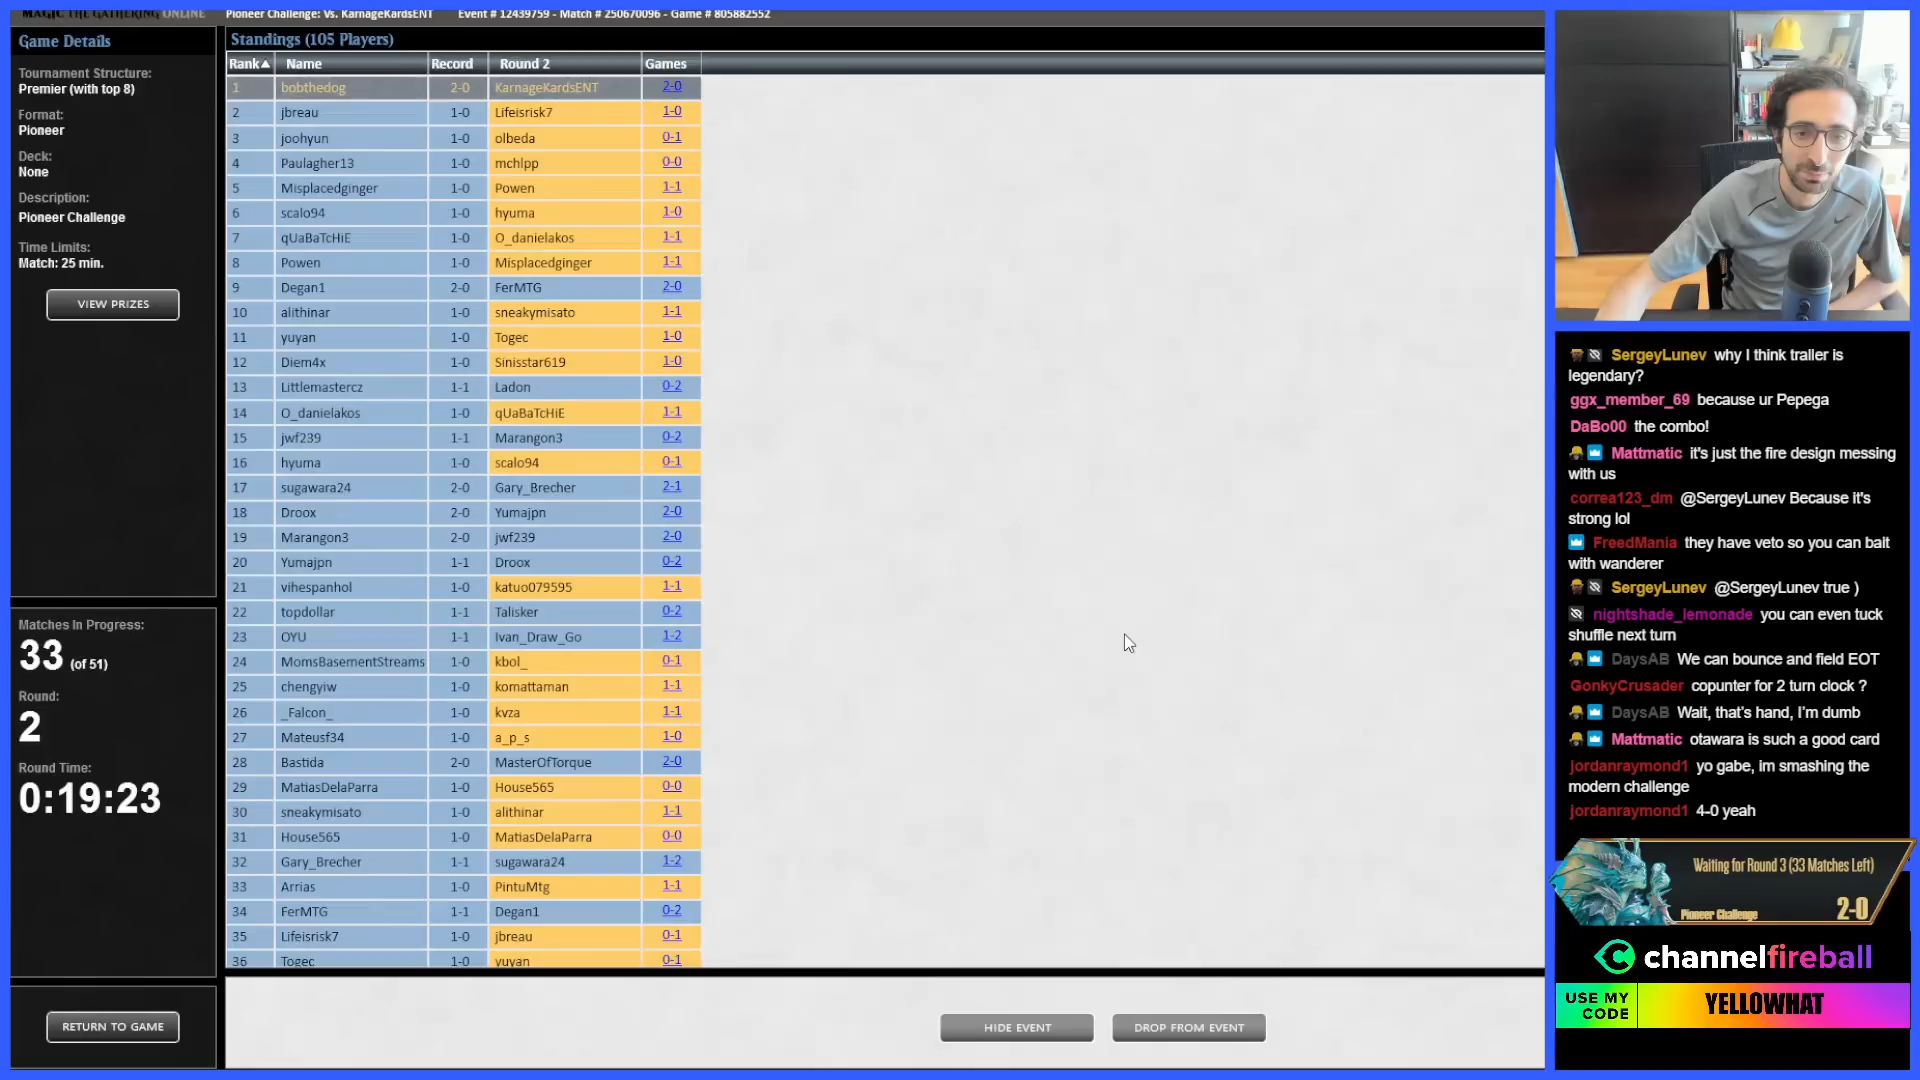 MAGIC THE GATHERING ONLINE
Pioneer Challenge: Vs. KarnageKardsENT Event # 12439759 - Match # 250670096 - Game # 805882552
Game Details
Tournament Structure:
Premier (with top 8)
Format:
Pioneer
Deck:
None
Description:
Pioneer Challenge
Time Limits:
Match: 25 min.
VIEW PRIZES
Matches In Progress:
33 (of 51)
Round:
2
Round Time:
0:19:23
RETURN TO GAME
Standings (105 Players)
Rank Name Record Round 2 Games
1 bobthedog 2-0 KarnageKardsENT 2-0
2 jbreau 1-0 Lifeisrisk7 1-0
3 joohyun 1-0 olbeda 0-1
4 Paulagher13 1-0 mchlpp 0-0
5 Misplacedginger 1-0 Powen 1-1
6 scalo94 1-0 hyuma 1-0
7 qUaBaTcHiE 1-0 O_danielakos 1-1
8 Powen 1-0 Misplacedginger 1-1
9 Degan1 2-0 FerMTG 2-0
10 alithinar 1-0 sneakymisato 1-1
11 yuyan 1-0 Togec 1-0
12 Diem4x 1-0 Sinisstar619 1-0
13 Littlemastercz 1-1 Ladon 0-2
14 O_danielakos 1-0 qUaBaTcHiE 1-1
15 jwf239 1-1 Marangon3 0-2
16 hyuma 1-0 scalo94 0-1
17 sugawara24 2-0 Gary_Brecher 2-1
18 Droox 2-0 Yumajpn 2-0
19 Marangon3 2-0 jwf239 2-0
20 Yumajpn 1-1 Droox 0-2
21 vihespanhol 1-0 katuo079595 1-1
22 topdollar 1-1 Talisker 0-2
23 OYU 1-1 Ivan_Draw_Go 1-2
24 MomsBasementStreams 1-0 kbol_ 0-1
25 chengyiw 1-0 komattaman 1-1
26 _Falcon_ 1-0 kvza 1-1
27 Mateusf34 1-0 a_p_s 1-0
28 Bastida 2-0 MasterOfTorque 2-0
29 MatiasDelaParra 1-0 House565 0-0
30 sneakymisato 1-0 alithinar 1-1
31 House565 1-0 MatiasDelaParra 0-0
32 Gary_Brecher 1-1 sugawara24 1-2
33 Arrias 1-0 PintuMtg 1-1
34 FerMTG 1-1 Degan1 0-2
35 Lifeisrisk7 1-0 jbreau 0-1
36 Togec 1-0 yuyan 0-1
HIDE EVENT DROP FROM EVENT
SergeyLunev why I think traller is
legendary?
ggx_member_69 because ur Pepega
DaBo00 the combo!
Mattmatic it's just the fire design messing
with us
correa123_dm @SergeyLunev Because it's
strong lol
FreedMania they have veto so you can bait
with wanderer
SergeyLunev @SergeyLunev true )
nightshade_lemonade you can even tuck
shuffle next turn
DaysAB We can bounce and field EOT
GonkyCrusader copunter for 2 turn clock ?
DaysAB Wait, that's hand, I'm dumb
Mattmatic otawara is such a good card
jordanraymond1 yo gabe, im smashing the
modern challenge
jordanraymond1 4-0 yeah
Waiting for Round 3 (33 Matches Left)
Pioneer Challenge 2-0
channelfireball
USE MY
CODE
YELLOWHAT